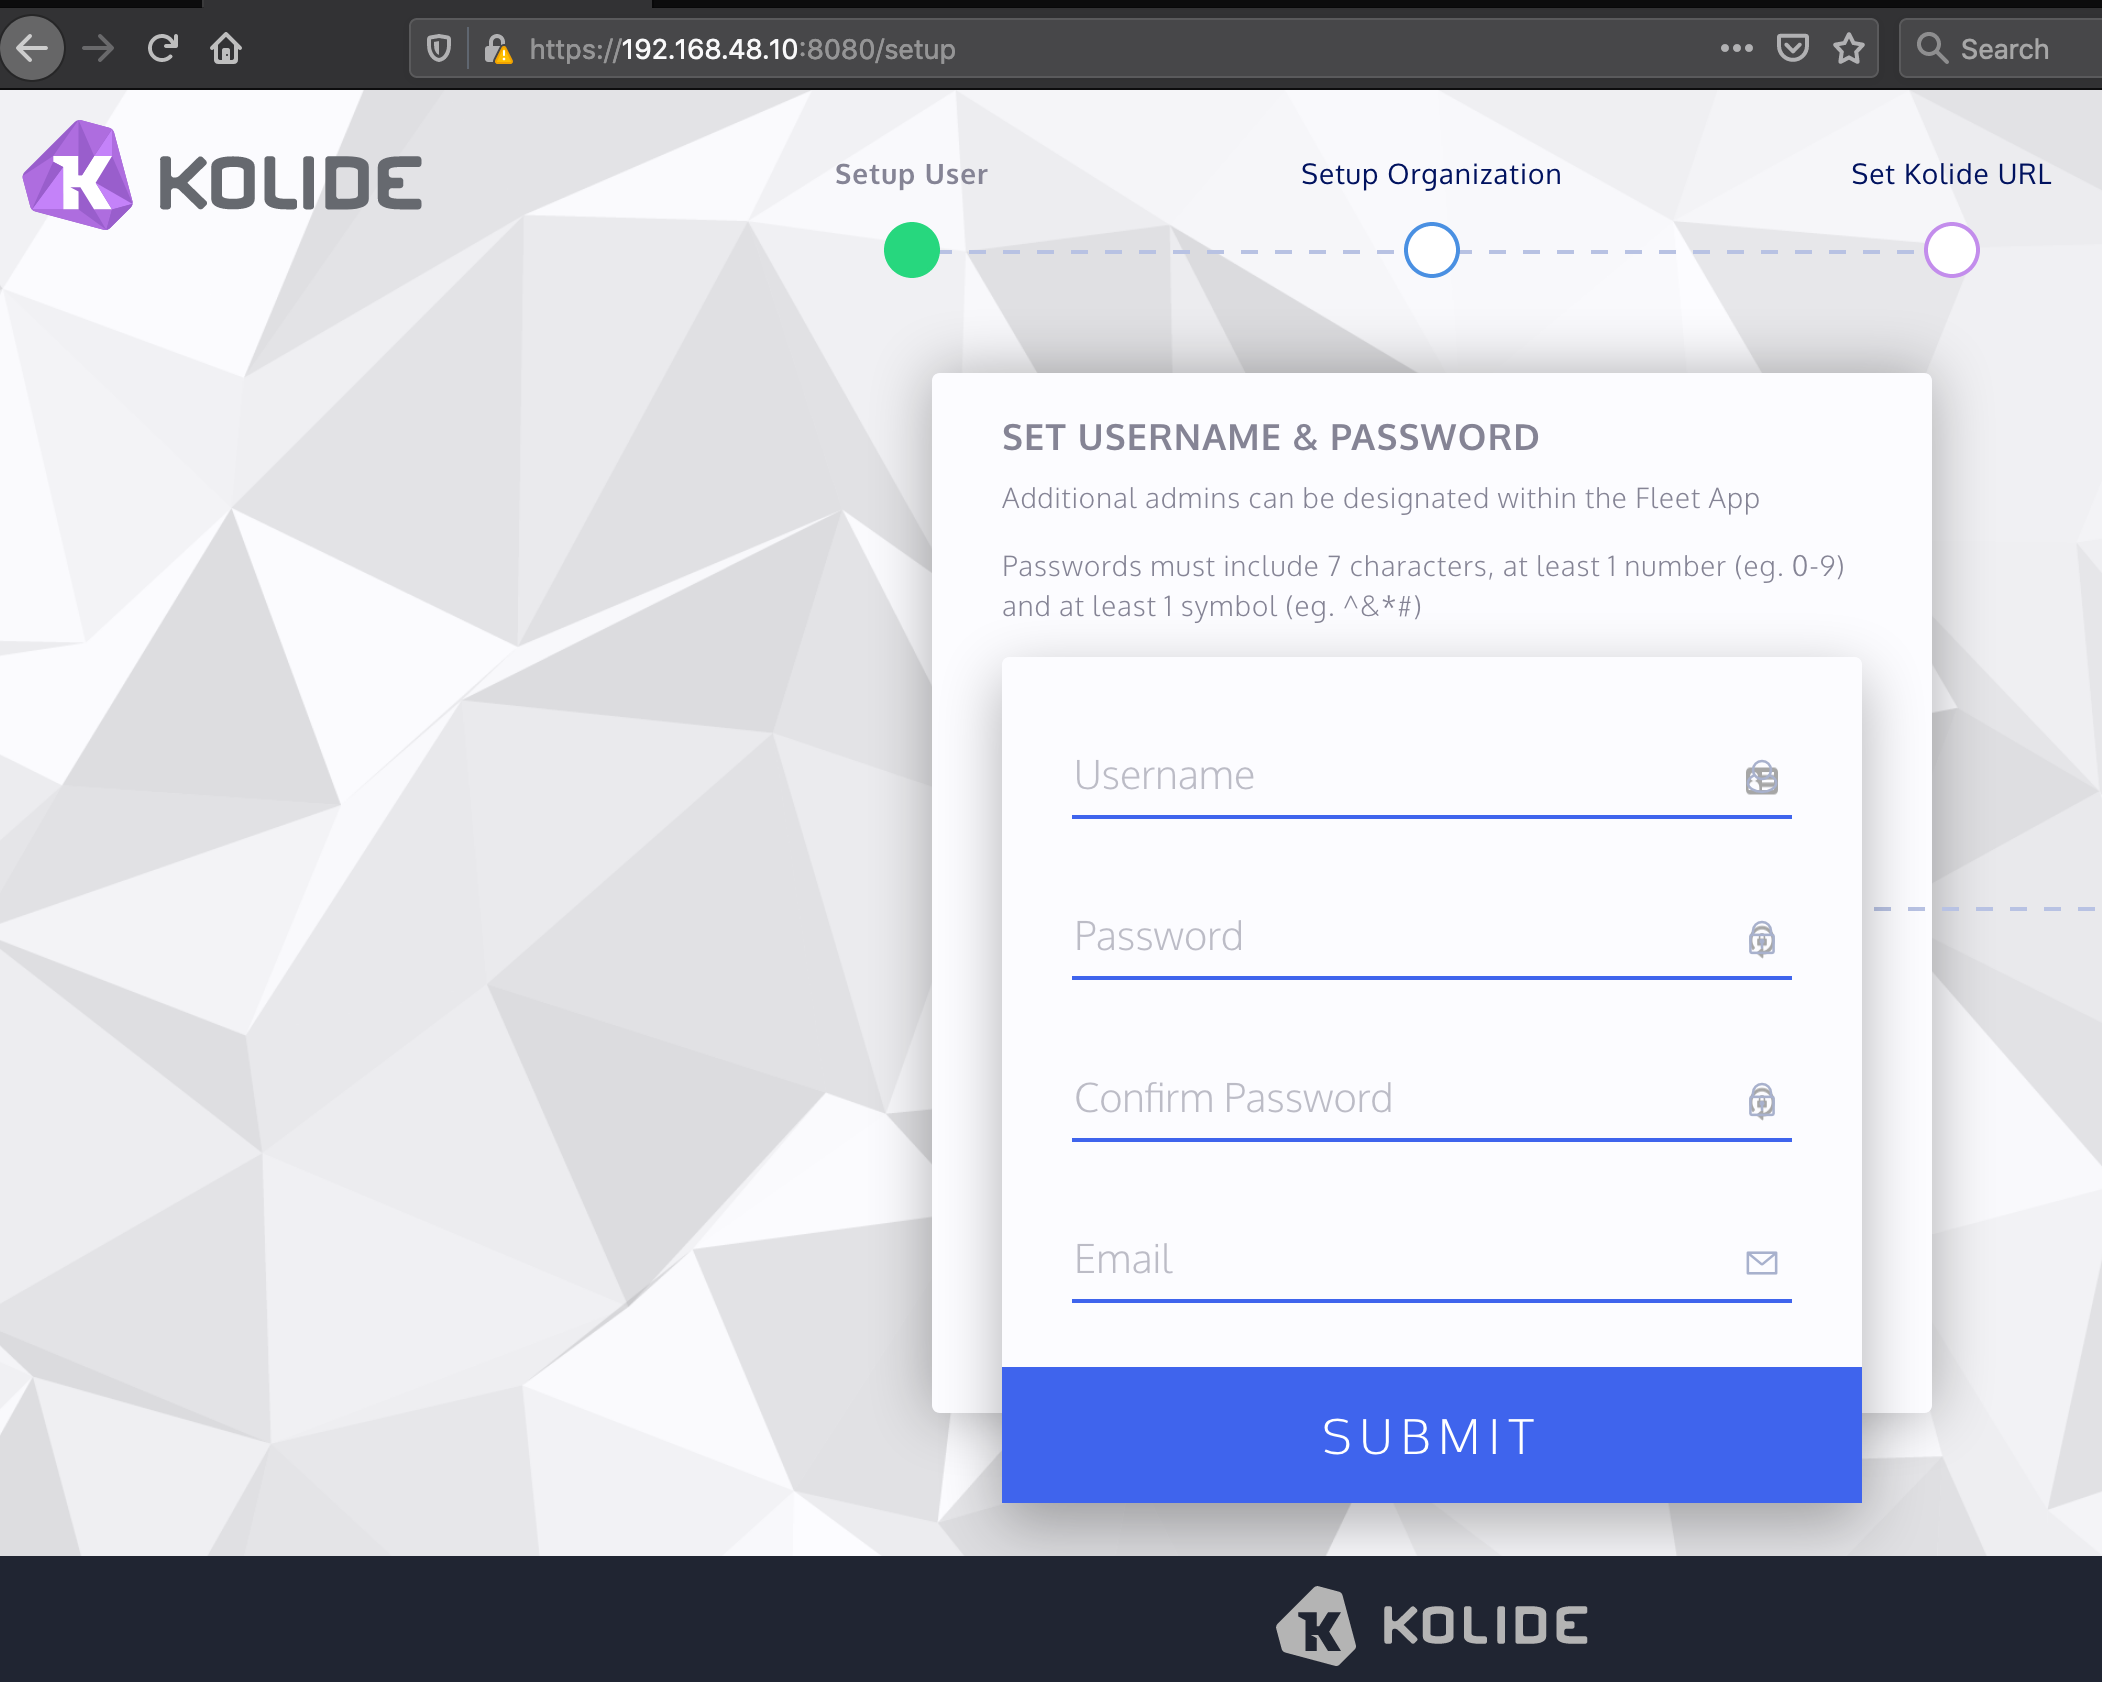 https://192.168.48.10:8080/setup
Search
KOLIDE
Setup User
Setup Organization
Set Kolide URL
SET USERNAME & PASSWORD
Additional admins can be designated within the Fleet App
Passwords must include 7 characters, at least 1 number (eg. 0-9)
and at least 1 symbol (eg. ^&*#)
Username
Password
Confirm Password
Email
SUBMIT
KOLIDE